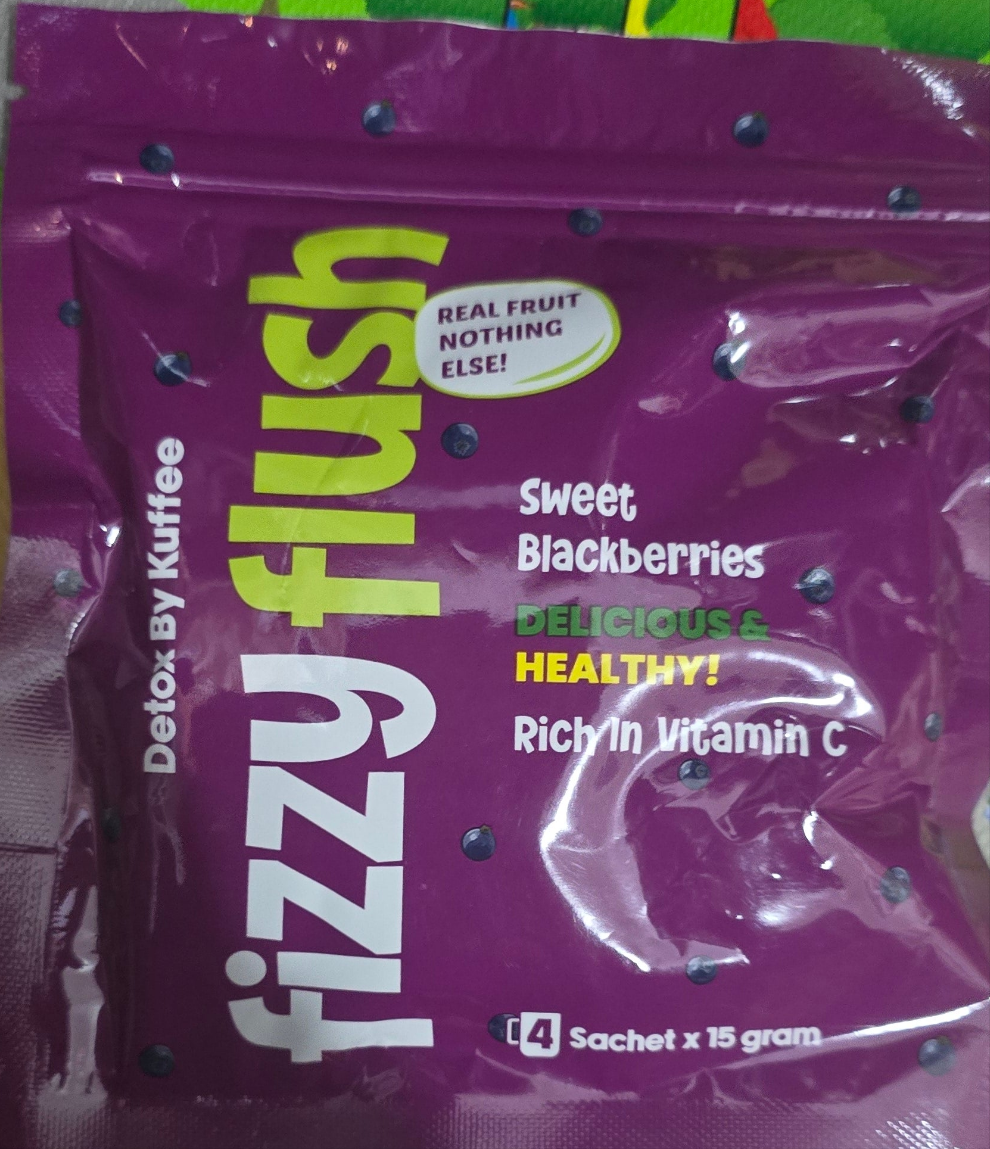 Detox By Kuffee
fizzy flush
REAL FRUIT
NOTHING
ELSE!
Sweet
Blackberries
DELICIOUS &
HEALTHY!
Rich In Vitamin C
4 Sachet x 15 gram